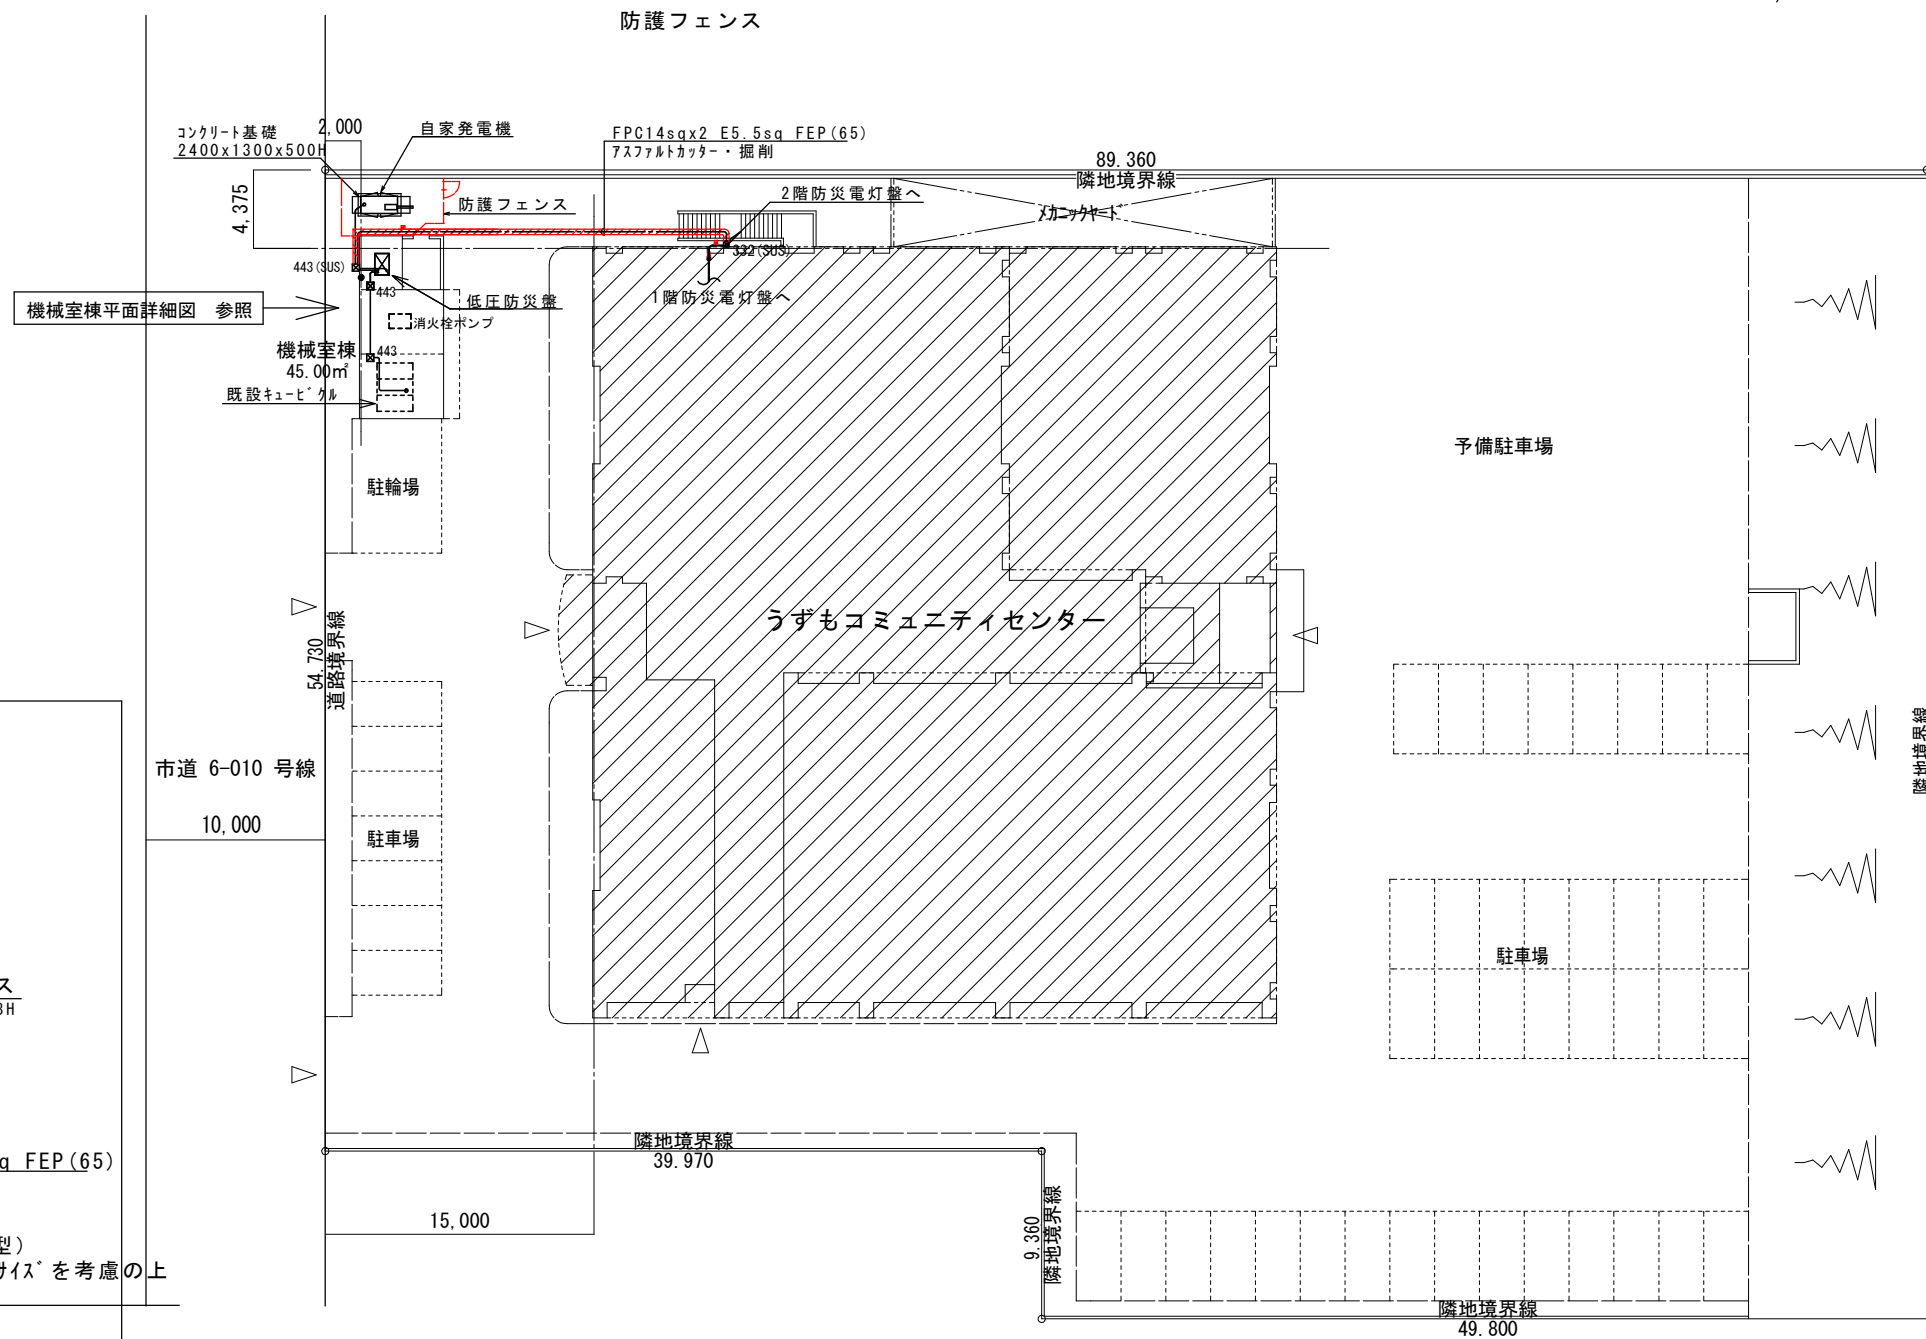 防護フェンス
コンクリート基礎
2400x1300x500H
2,000
自家発電機
FPC14sqx2 E5.5sq FEP(65)
アスファルトカッター・掘削
89.360
隣地境界線
4,375
防護フェンス
2階防災電灯盤へ
メカニックヤード
332(SUS)
443(SUS)
443
1階防災電灯盤へ
低圧防災盤
機械室棟平面詳細図 参照
消火栓ポンプ
機械室棟
45.00㎡
443
既設キュービクル
駐輪場
予備駐車場
うずもコミュニティセンター
54.730
道路境界線
市道 6-010 号線
10,000
駐車場
隣地境界線
駐車場
ス
3H
q FEP(65)
隣地境界線
39.970
15,000
9.360
隣地境界線
型)
サイズを考慮の上
隣地境界線
49.800